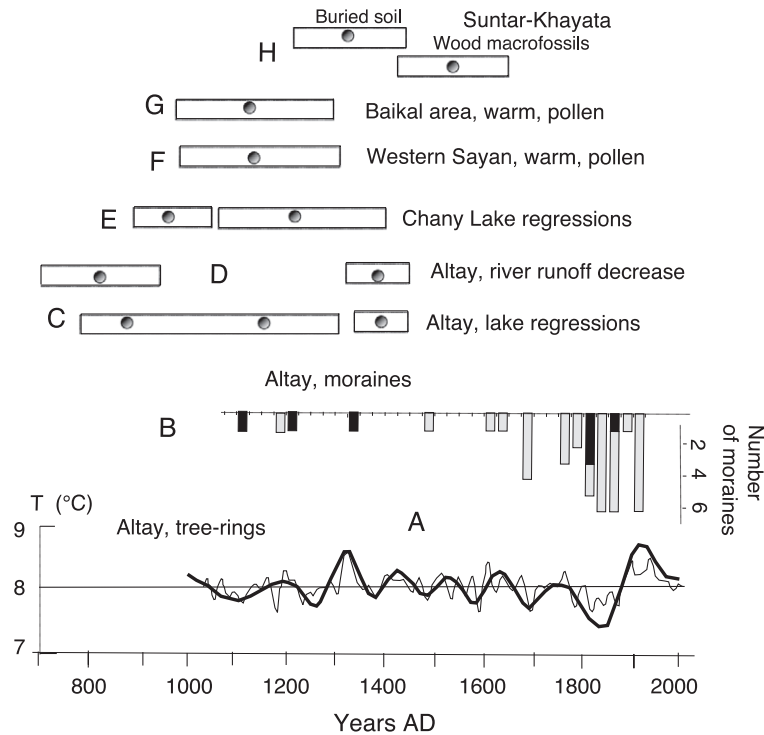 Buried soil
Suntar-Khayata
H
Wood macrofossils
G
Baikal area, warm, pollen
F
Western Sayan, warm, pollen
E
Chany Lake regressions
D
Altay, river runoff decrease
C
Altay, lake regressions
Altay, moraines
B
2
4
6
Number
of moraines
T (°C)
A
Altay, tree-rings
9
8
7
800 1000 1200 1400 1600 1800 2000
Years AD